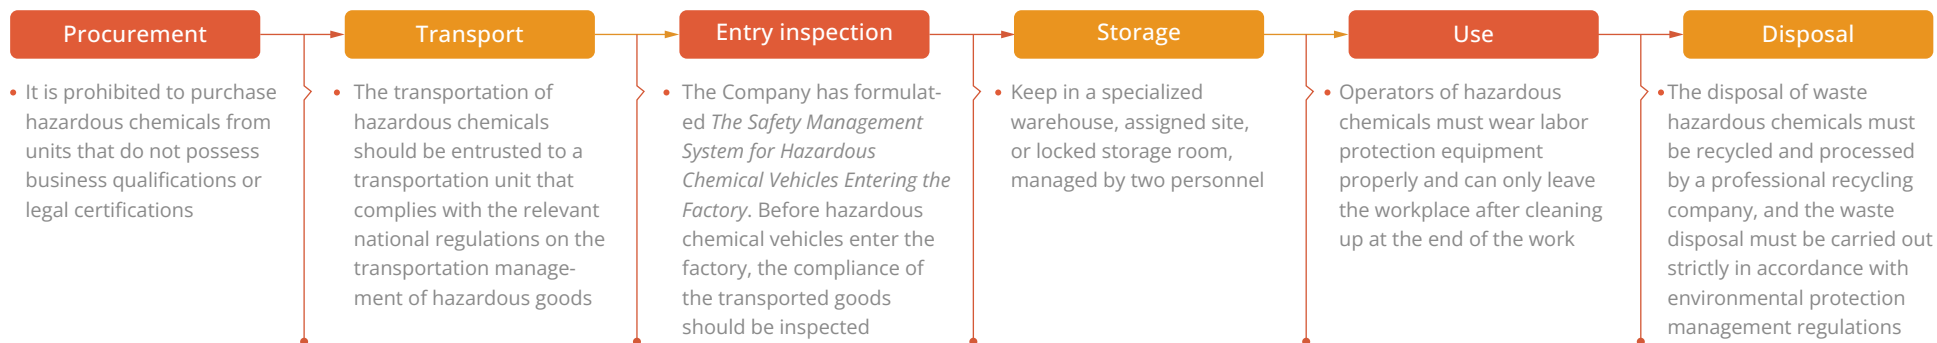 Procurement
It is prohibited to purchase
hazardous chemicals from
units that do not possess
business qualifications or
legal certifications
Transport
The transportation of
hazardous chemicals
should be entrusted to a
transportation unit that
complies with the relevant
national regulations on the
transportation manage-
ment of hazardous goods
Entry inspection
The Company has formulat-
ed The Safety Management
System for Hazardous
Chemical Vehicles Entering the
Factory. Before hazardous
chemical vehicles enter the
factory, the compliance of
the transported goods
should be inspected
Storage
Keep in a specialized
warehouse, assigned site,
or locked storage room,
managed by two personnel
Use
Operators of hazardous
chemicals must wear labor
protection equipment
properly and can only leave
the workplace after cleaning
up at the end of the work
Disposal
The disposal of waste
hazardous chemicals must
be recycled and processed
by a professional recycling
company, and the waste
disposal must be carried out
strictly in accordance with
environmental protection
management regulations